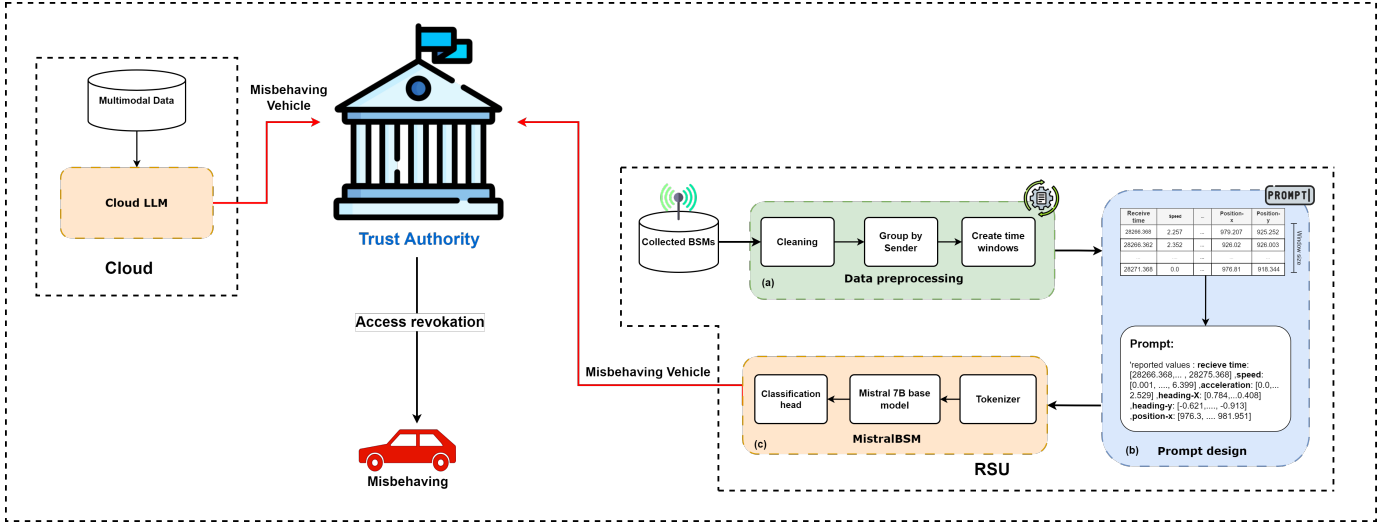 Multimodal Data
Cloud LLM
Cloud
Misbehaving
Vehicle
Trust Authority
Access revokation
Misbehaving
Misbehaving Vehicle
Collected BSMs
Cleaning
Group by
Sender
Create time
windows
(a)
Data preprocessing
PROMPT
Receive
time
Speed
...
Position-
x
Position-
y
28266.368
2.257
...
979.207
925.252
28266.362
2.352
...
926.02
926.003
...
...
...
...
28271.368
0.0
...
976.81
918.344
Window size
Prompt:
'reported values : recieve time:
[28266.368,... , 28275.368] ,speed:
[0.001, ...., 6.399] ,acceleration: [0.0,...
2.529] ,heading-X: [0.784,...0.408]
,heading-y: [-0.621,...., -0.913]
,position-x: [976.3, .... 981.951]
(b)
Prompt design
Classification
head
Mistral 7B base
model
Tokenizer
(c)
MistralBSM
RSU